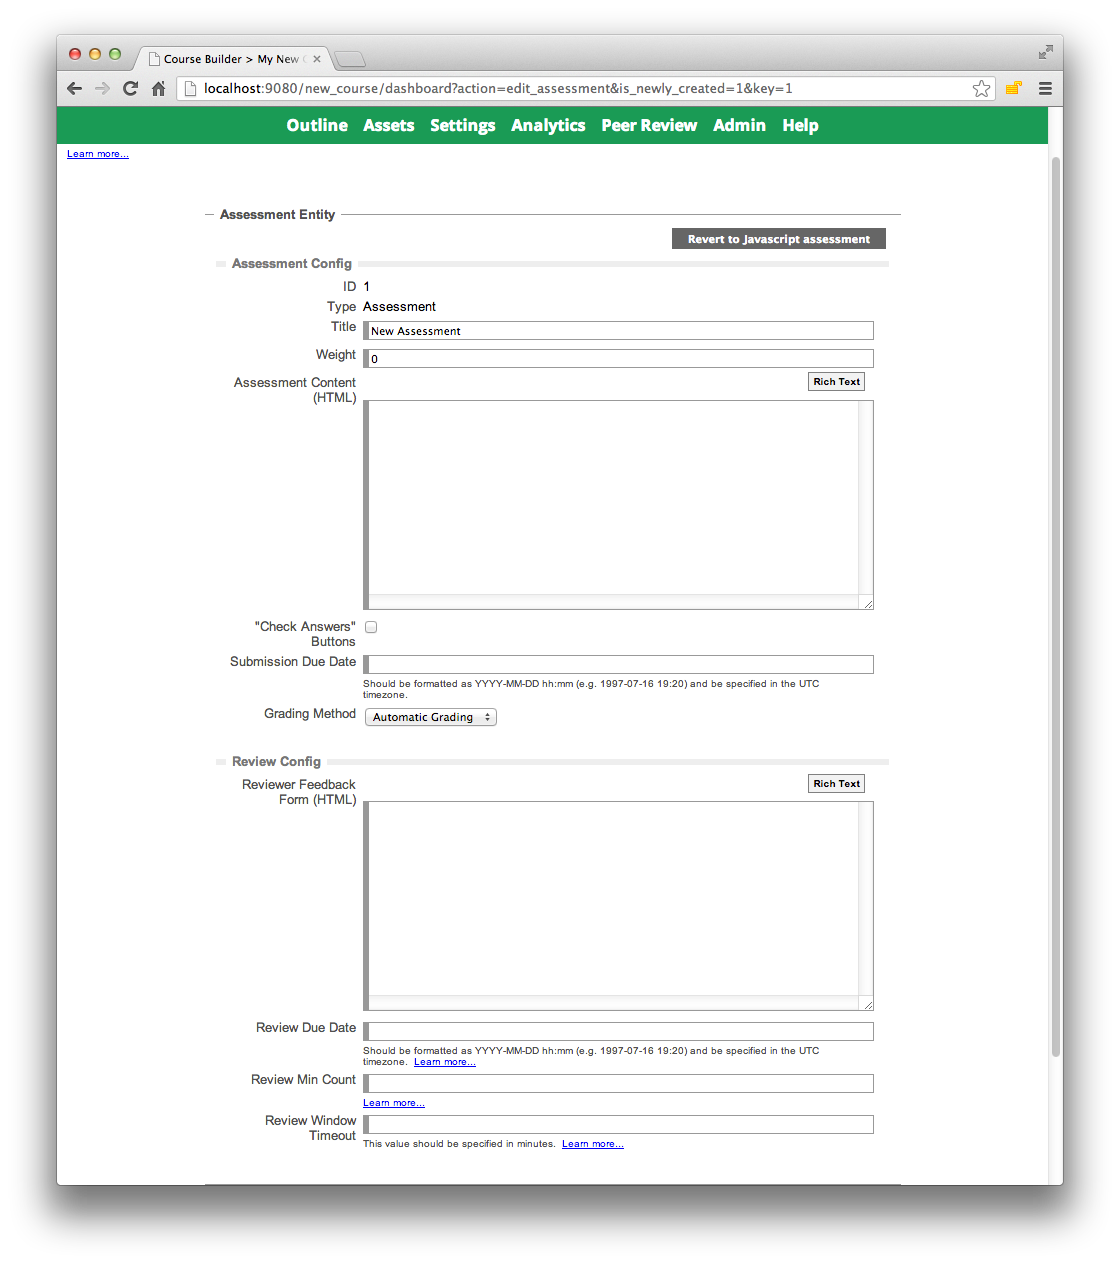 Course Builder > My New
localhost:9080/new_course/dashboard?action=edit_assessment&is_newly_created=1&key=1
Outline Assets Settings Analytics Peer Review Admin Help
Learn more...
Assessment Entity
Revert to Javascript assessment
Assessment Config
ID 1
Type Assessment
Title New Assessment
Weight 0
Assessment Content
(HTML)
Rich Text
"Check Answers"
Buttons
Submission Due Date
Should be formatted as YYYY-MM-DD hh:mm (e.g. 1997-07-16 19:20) and be specified in the UTC
timezone.
Grading Method Automatic Grading
Review Config
Reviewer Feedback
Form (HTML)
Rich Text
Review Due Date
Should be formatted as YYYY-MM-DD hh:mm (e.g. 1997-07-16 19:20) and be specified in the UTC
timezone. Learn more...
Review Min Count
Learn more...
Review Window
Timeout
This value should be specified in minutes. Learn more...